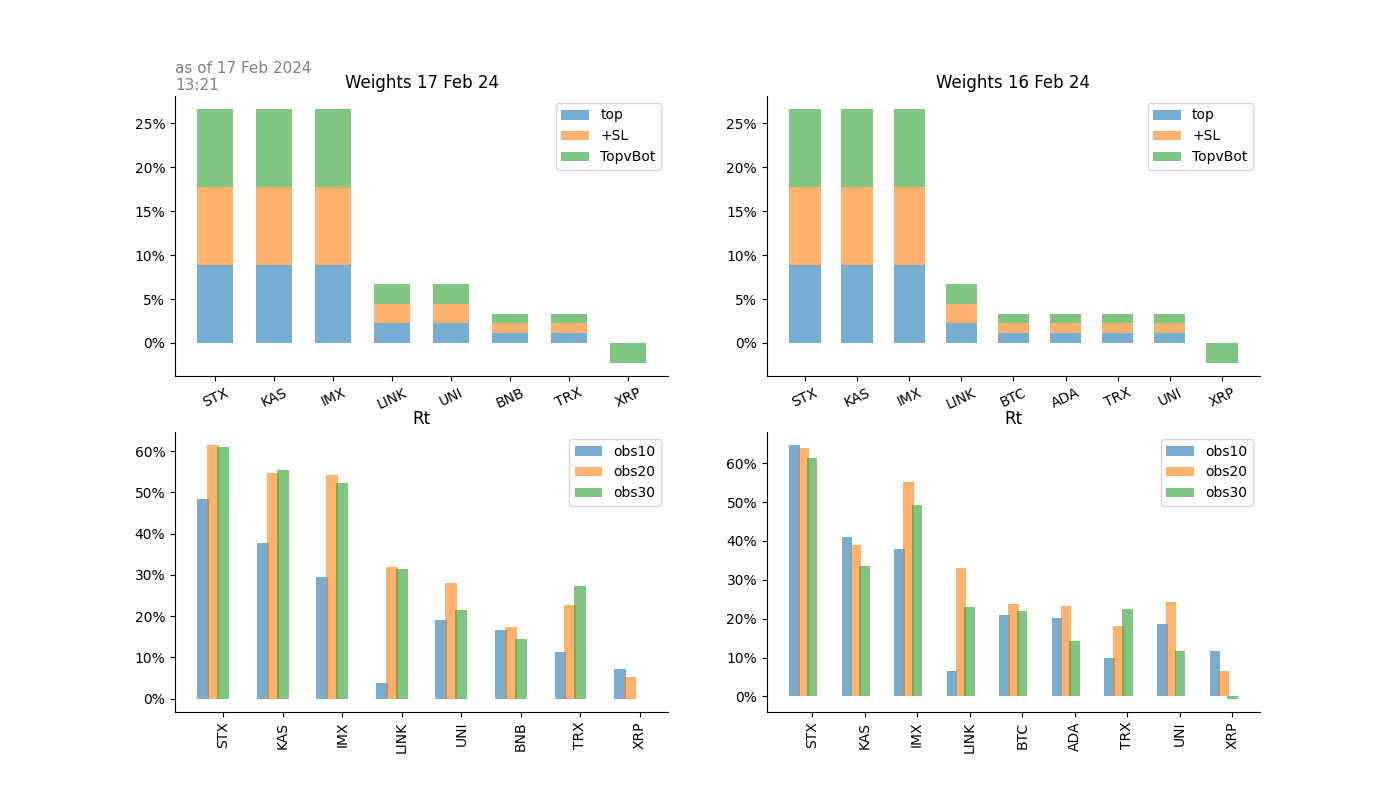 as of 17 Feb 2024
13:21
Weights 17 Feb 24
25%
20%
15%
10%
5%
0%
top
+SL
TopvBot
STX KAS IMX LINK UNI BNB TRX XRP
Weights 16 Feb 24
25%
20%
15%
10%
5%
0%
top
+SL
TopvBot
STX KAS IMX LINK BTC ADA TRX UNI XRP
Rt
60%
50%
40%
30%
20%
10%
0%
obs10
obs20
obs30
STX KAS IMX LINK UNI BNB TRX XRP
Rt
60%
50%
40%
30%
20%
10%
0%
obs10
obs20
obs30
STX KAS IMX LINK BTC ADA TRX UNI XRP